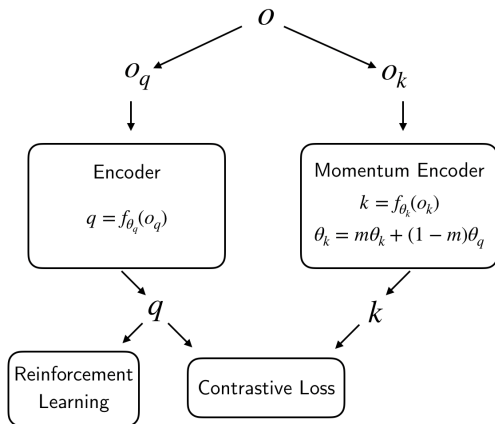 o
o_q
o_k
Encoder
q = f_{θ_q}(o_q)
Momentum Encoder
k = f_{θ_k}(o_k)
θ_k = mθ_k + (1 − m)θ_q
q
k
Reinforcement
Learning
Contrastive Loss